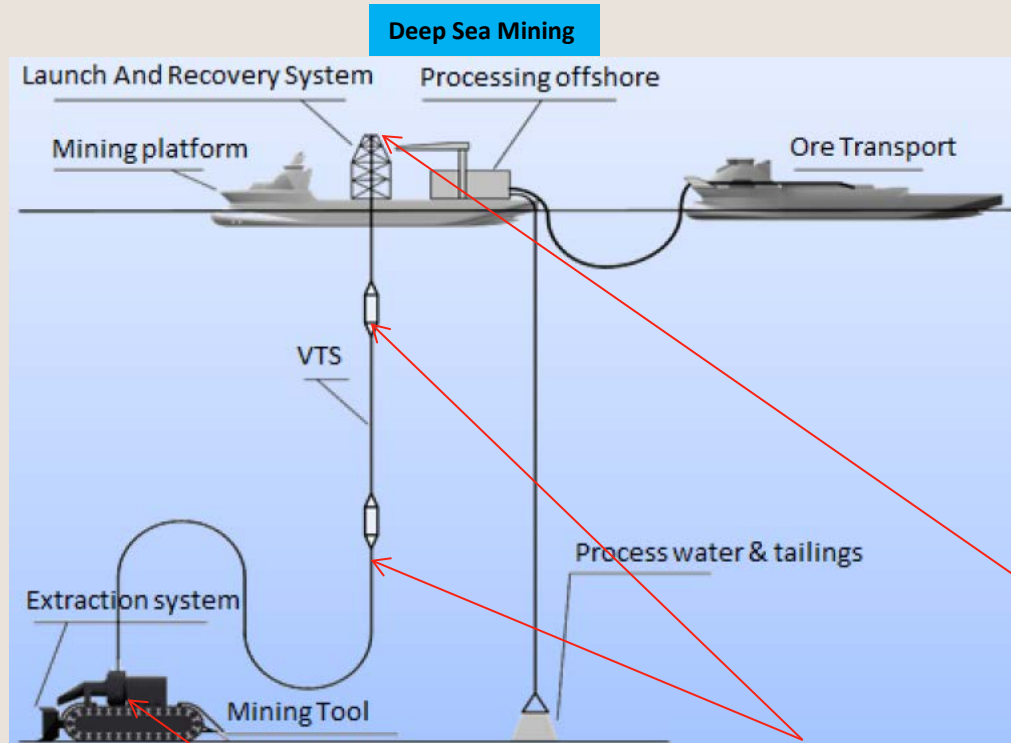 Deep Sea Mining
Launch And Recovery System
Processing offshore
Mining platform
Ore Transport
VTS
Process water & tailings
Extraction system
Mining Tool